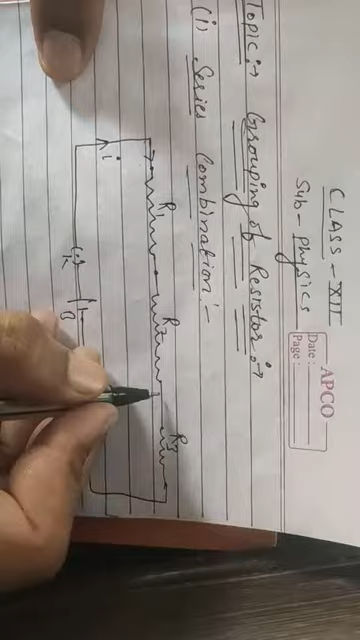 CLASS-XII
Sub- physics
APCO
Date :
Page :
Topic:→ Grouping of Resistor:→
(i) Series Combination:-
R1 R2 R3
i
(.)
K